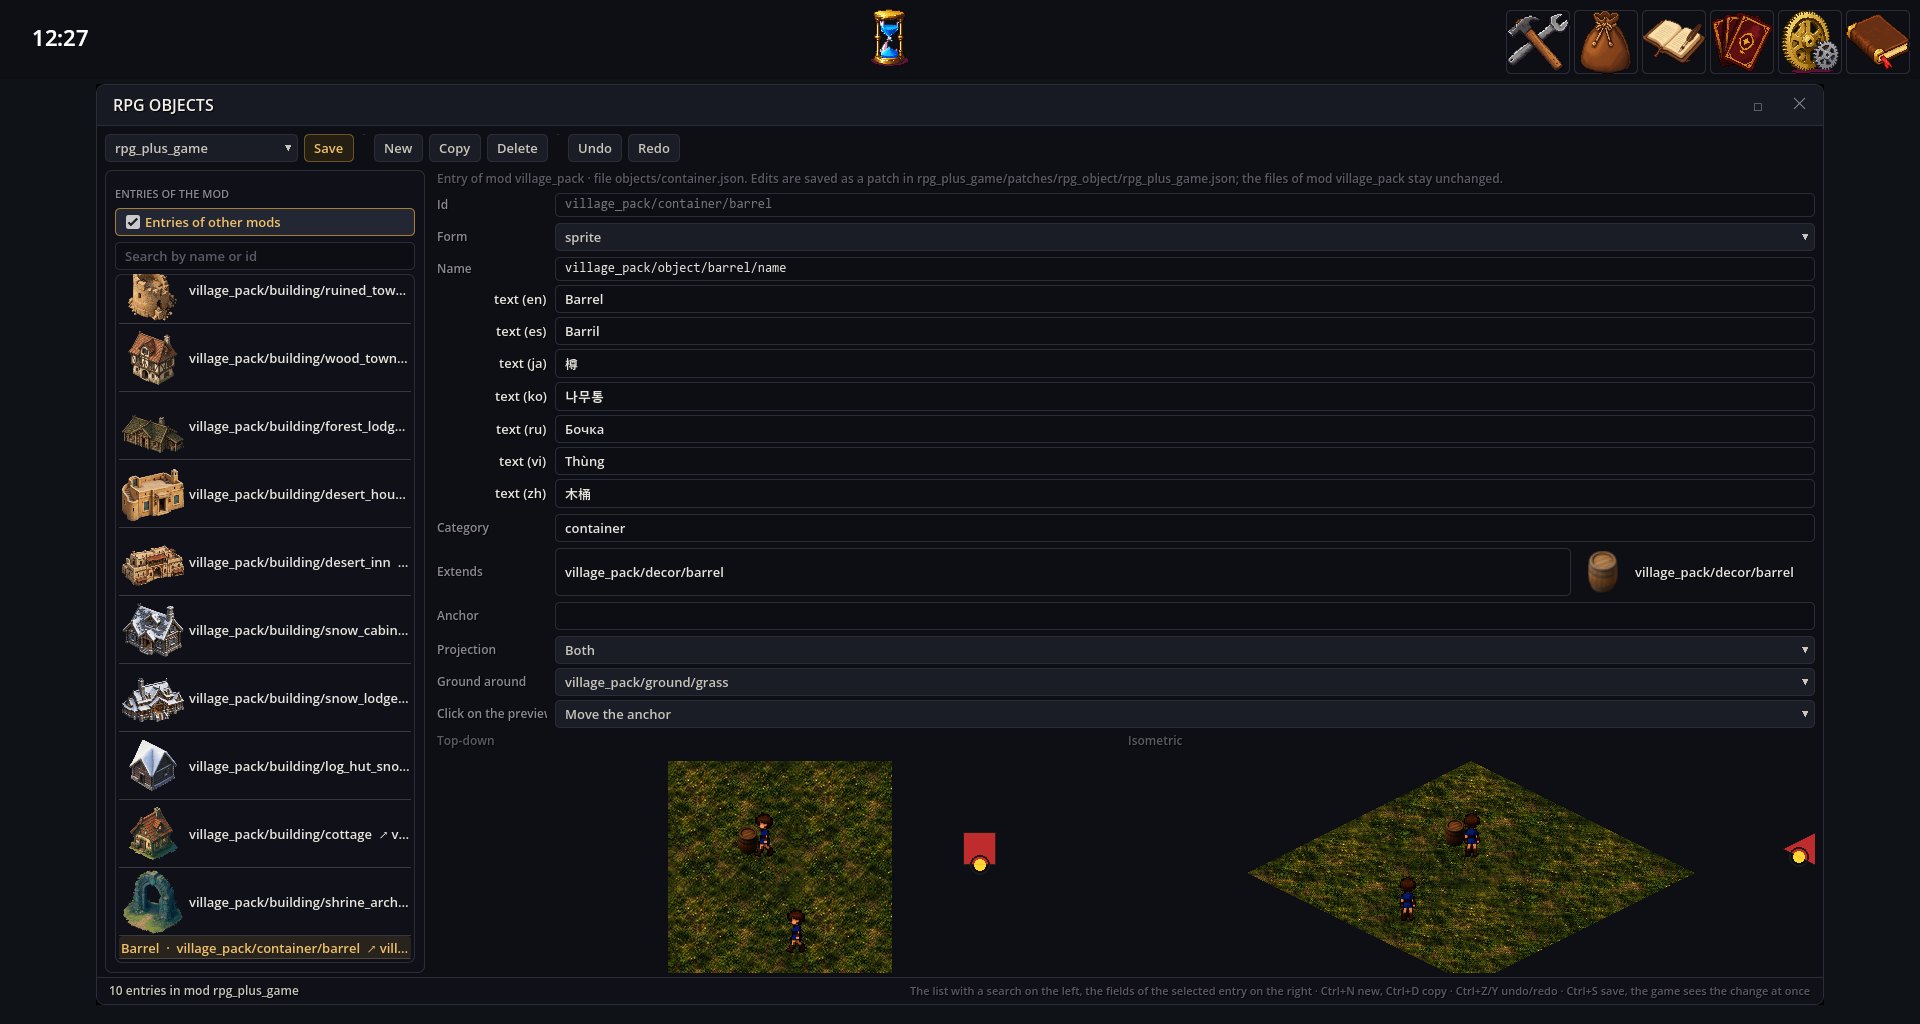 12:27
RPG OBJECTS
rpg_plus_game
Save
New
Copy
Delete
Undo
Redo
ENTRIES OF THE MOD
Entries of other mods
Search by name or id
village_pack/building/ruined_tow...
village_pack/building/wood_town...
village_pack/building/forest_lodg...
village_pack/building/desert_hou...
village_pack/building/desert_inn ...
village_pack/building/snow_cabin...
village_pack/building/snow_lodge...
village_pack/building/log_hut_sno...
village_pack/building/cottage ↗ v...
village_pack/building/shrine_arch...
Barrel · village_pack/container/barrel ↗ vill...
Entry of mod village_pack · file objects/container.json. Edits are saved as a patch in rpg_plus_game/patches/rpg_object/rpg_plus_game.json; the files of mod village_pack stay unchanged.
Id village_pack/container/barrel
Form sprite
Name village_pack/object/barrel/name
text (en) Barrel
text (es) Barril
text (ja) 樽
text (ko) 나무통
text (ru) Бочка
text (vi) Thùng
text (zh) 木桶
Category container
Extends village_pack/decor/barrel village_pack/decor/barrel
Anchor
Projection Both
Ground around village_pack/ground/grass
Click on the preview Move the anchor
Top-down
Isometric
10 entries in mod rpg_plus_game
The list with a search on the left, the fields of the selected entry on the right · Ctrl+N new, Ctrl+D copy · Ctrl+Z/Y undo/redo · Ctrl+S save, the game sees the change at once